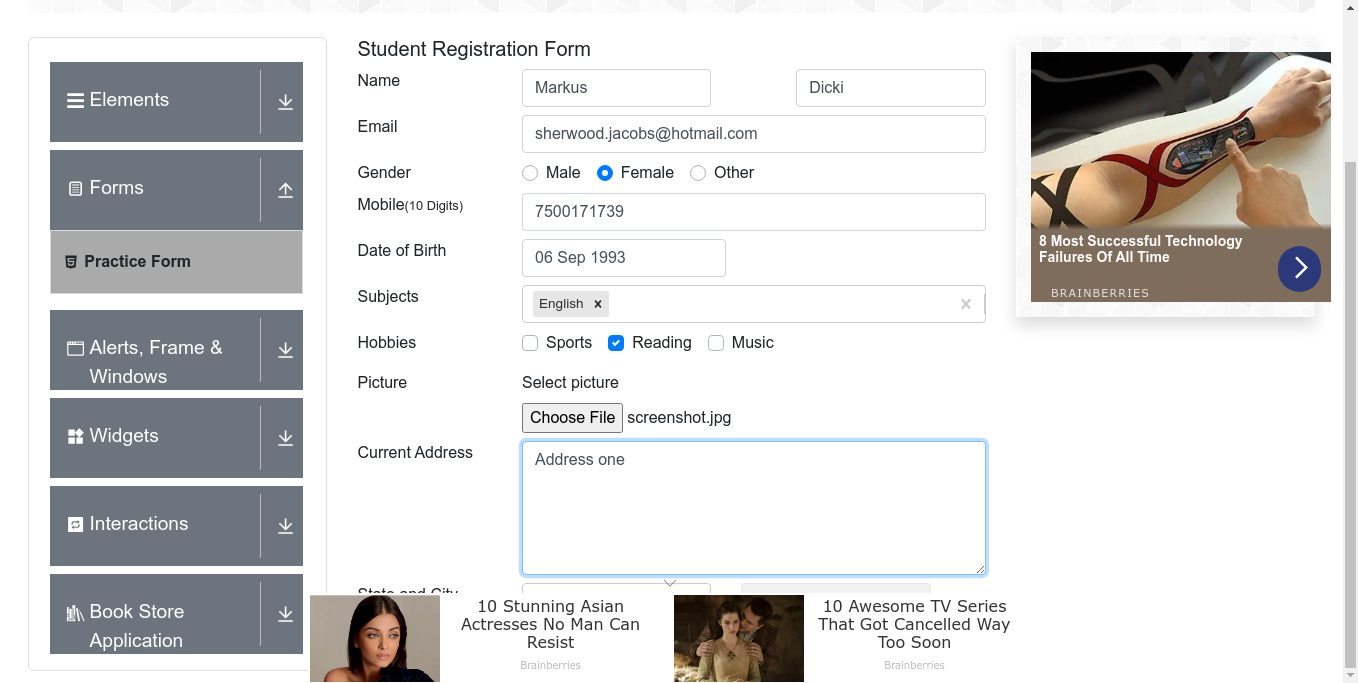 Elements
Forms
Practice Form
Alerts, Frame &
Windows
Widgets
Interactions
Book Store
Application
Student Registration Form
Name
Markus
Dicki
Email
sherwood.jacobs@hotmail.com
Gender
Male
Female
Other
Mobile(10 Digits)
7500171739
Date of Birth
06 Sep 1993
Subjects
English
Hobbies
Sports
Reading
Music
Picture
Select picture
Choose File screenshot.jpg
Current Address
Address one
State and City
8 Most Successful Technology
Failures Of All Time
BRAINBERRIES
10 Stunning Asian
Actresses No Man Can
Resist
Brainberries
10 Awesome TV Series
That Got Cancelled Way
Too Soon
Brainberries